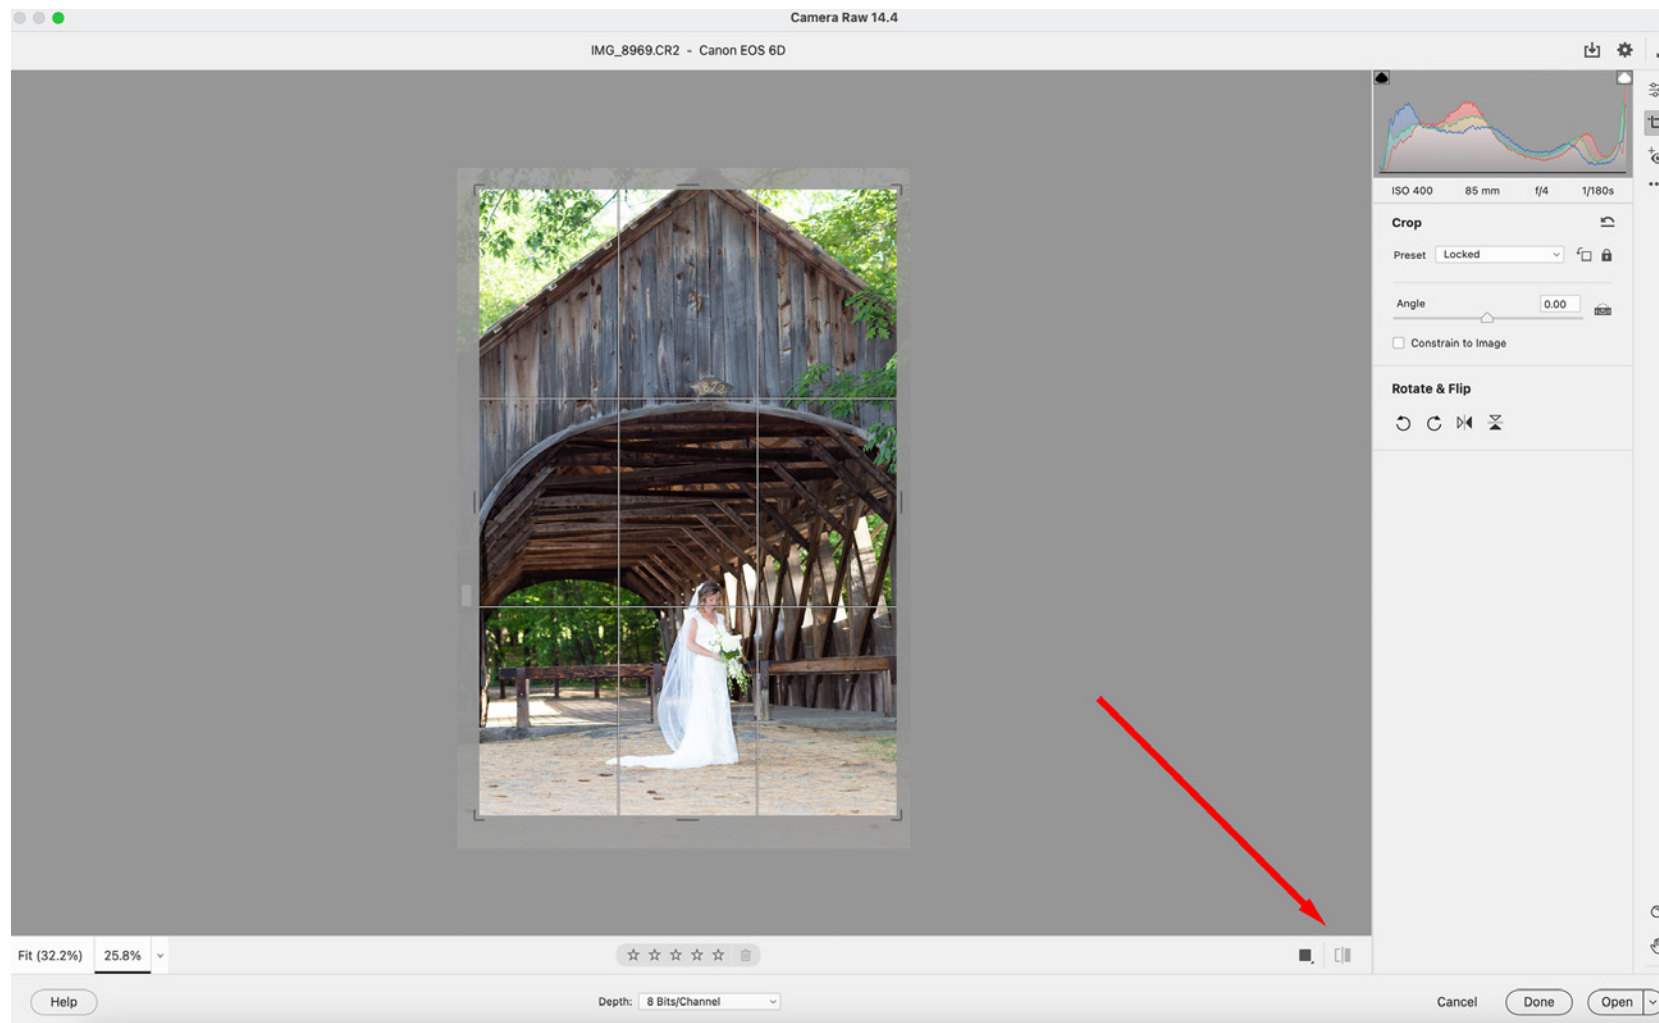 Camera Raw 14.4
IMG_8969.CR2 - Canon EOS 6D
ISO 400 85 mm f/4 1/180s
Crop
Preset Locked
Angle 0.00
Constrain to Image
Rotate & Flip
1872
Fit (32.2%) 25.8%
Help Depth: 8 Bits/Channel Cancel Done Open